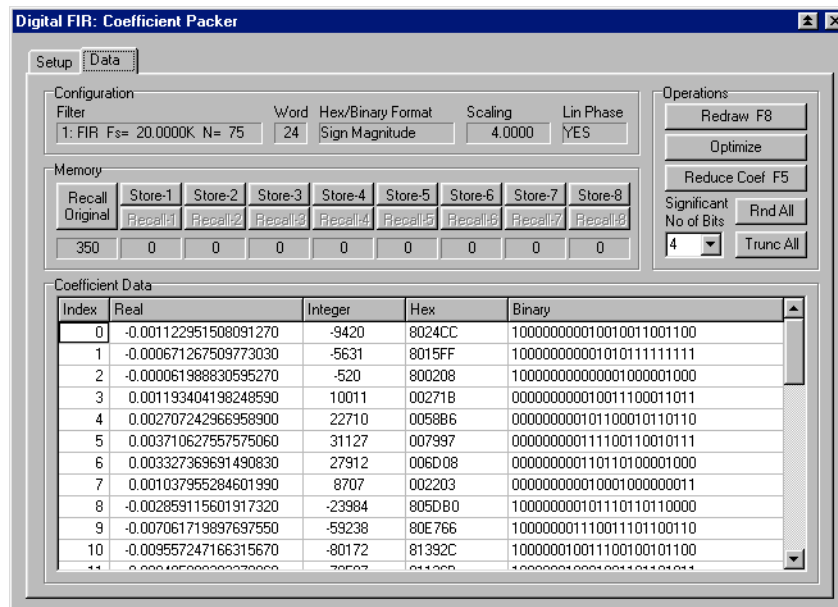 Digital FIR: Coefficient Packer
Setup Data
Configuration
Filter Word Hex/Binary Format Scaling Lin Phase
1: FIR Fs= 20.0000K N= 75 24 Sign Magnitude 4.0000 YES
Memory
Recall Original Store-1 Store-2 Store-3 Store-4 Store-5 Store-6 Store-7 Store-8
Recall-1 Recall-2 Recall-3 Recall-4 Recall-5 Recall-6 Recall-7 Recall-8
350 0 0 0 0 0 0 0 0
Operations
Redraw F8
Optimize
Reduce Coef F5
Significant No of Bits
4
Rnd All
Trunc All
Coefficient Data
Index Real Integer Hex Binary
0 -0.001122951508091270 -9420 8024CC 100000000010010011001100
1 -0.000671267509773030 -5631 8015FF 100000000001010111111111
2 -0.000061988830595270 -520 800208 100000000000001000001000
3 0.001193404198248590 10011 00271B 000000000010011100011011
4 0.002707242966958900 22710 0058B6 000000000101100010110110
5 0.003710627557575060 31127 007997 000000000111100110010111
6 0.003327369691490830 27912 006D08 000000000110110100001000
7 0.001037955284601990 8707 002203 000000000010001000000011
8 -0.002859115601917320 -23984 805DB0 100000000101110110110000
9 -0.007061719897697550 -59238 80E766 100000001110011101100110
10 -0.009557247166315670 -80172 81392C 100000010011100100101100